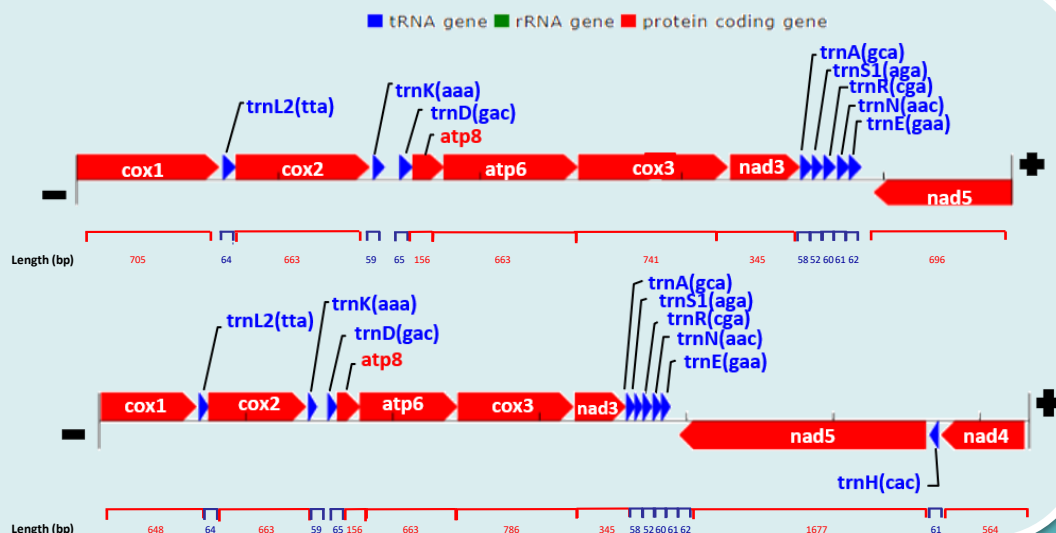 tRNA gene rRNA gene protein coding gene
trnL2(tta)
trnK(aaa)
trnD(gac)
atp8
trnA(gca)
trnS1(aga)
trnR(cga)
trnN(aac)
trnE(gaa)
cox1 cox2 atp6 cox3 nad3
nad5
Length (bp) 705 64 663 59 65 156 663 741 345 58 52 60 61 62 696
trnL2(tta)
trnK(aaa)
trnD(gac)
atp8
trnA(gca)
trnS1(aga)
trnR(cga)
trnN(aac)
trnE(gaa)
cox1 cox2 atp6 cox3 nad3
nad5 nad4
trnH(cac)
Length (bp) 648 64 663 59 65 156 663 786 345 58 52 60 61 62 1677 61 564